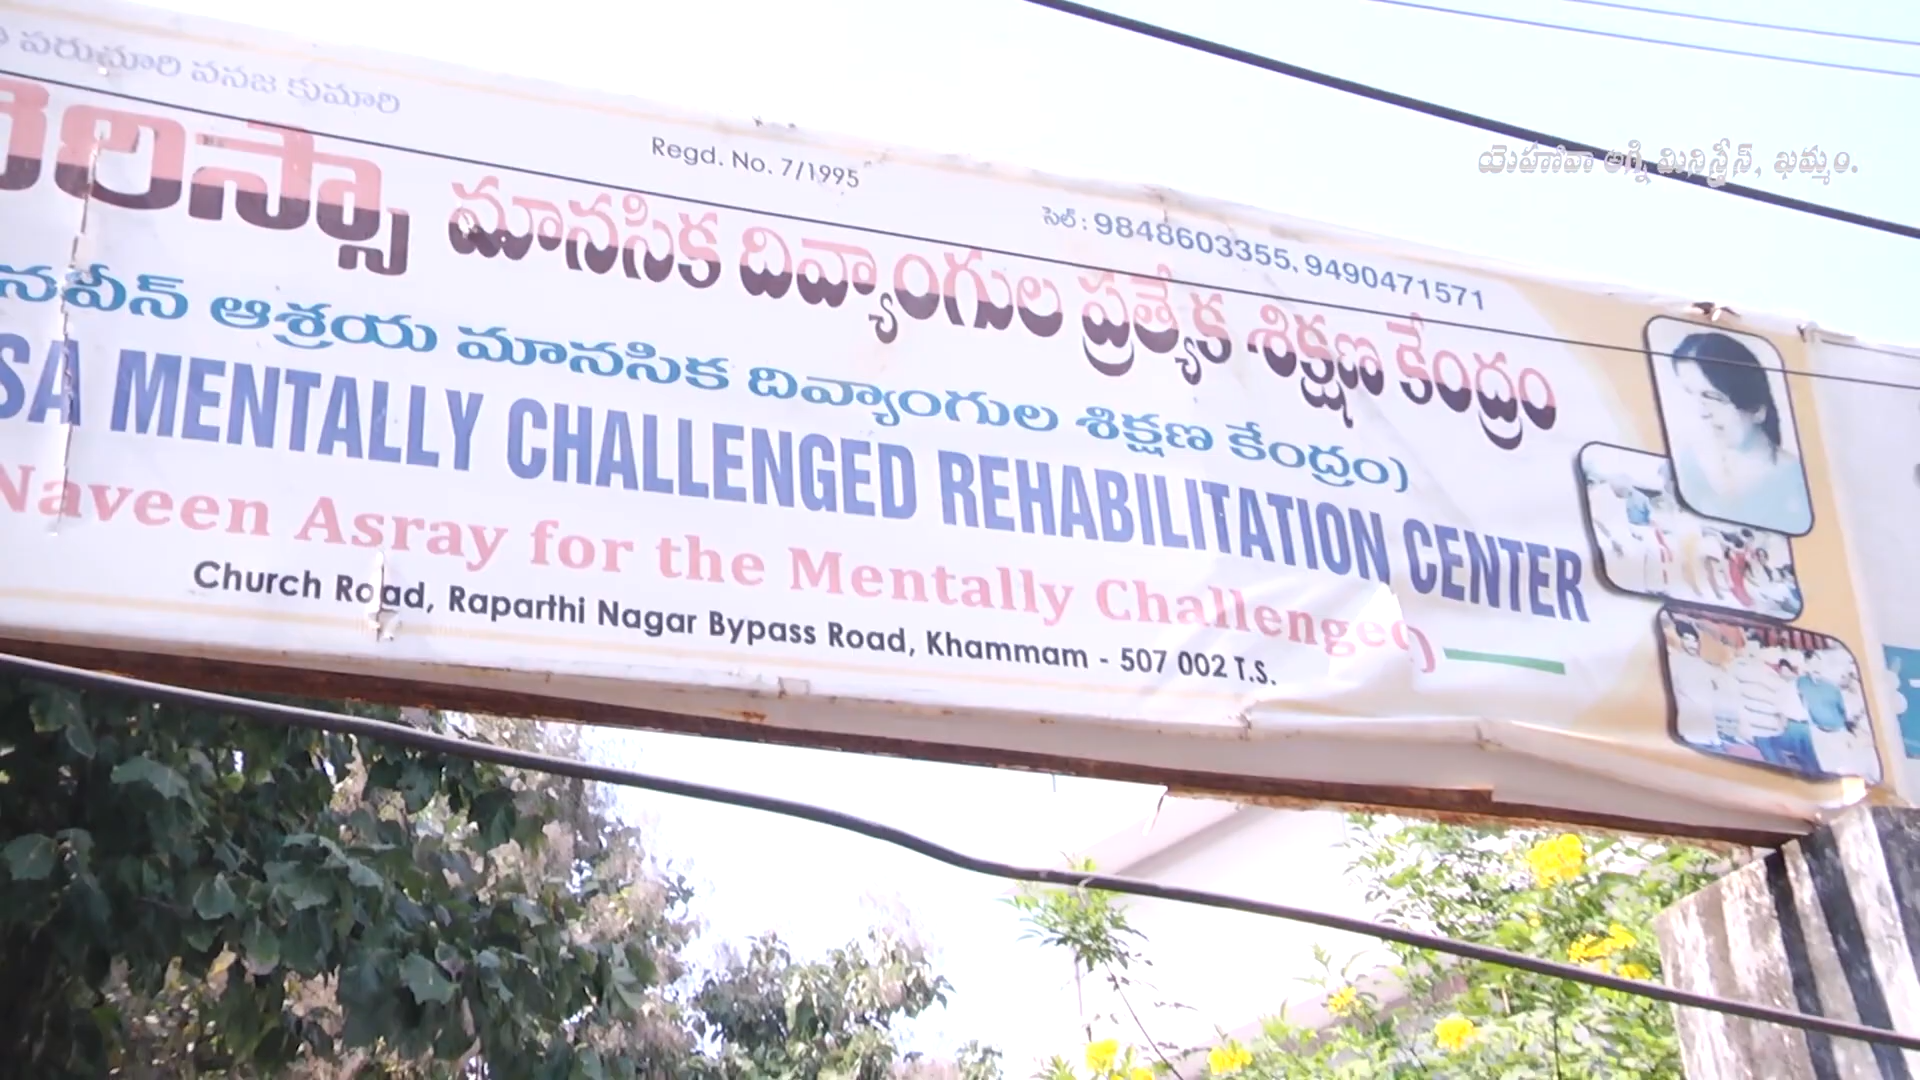 వరుచూరి వనజ కుమారి
Regd. No. 7/1995
సెల్ : 9848603355, 9490471571
యెహోవా అగ్ని మినిస్ట్రీస్, ఖమ్మం.
మానసిక దివ్యాంగుల ప్రత్యేక శిక్షణ కేంద్రం
నవీన్ ఆశ్రయ మానసిక దివ్యాంగుల శిక్షణ కేంద్రం)
SA MENTALLY CHALLENGED REHABILITATION CENTER
Naveen Asray for the Mentally Challenged)
Church Road, Raparthi Nagar Bypass Road, Khammam - 507 002 T.S.